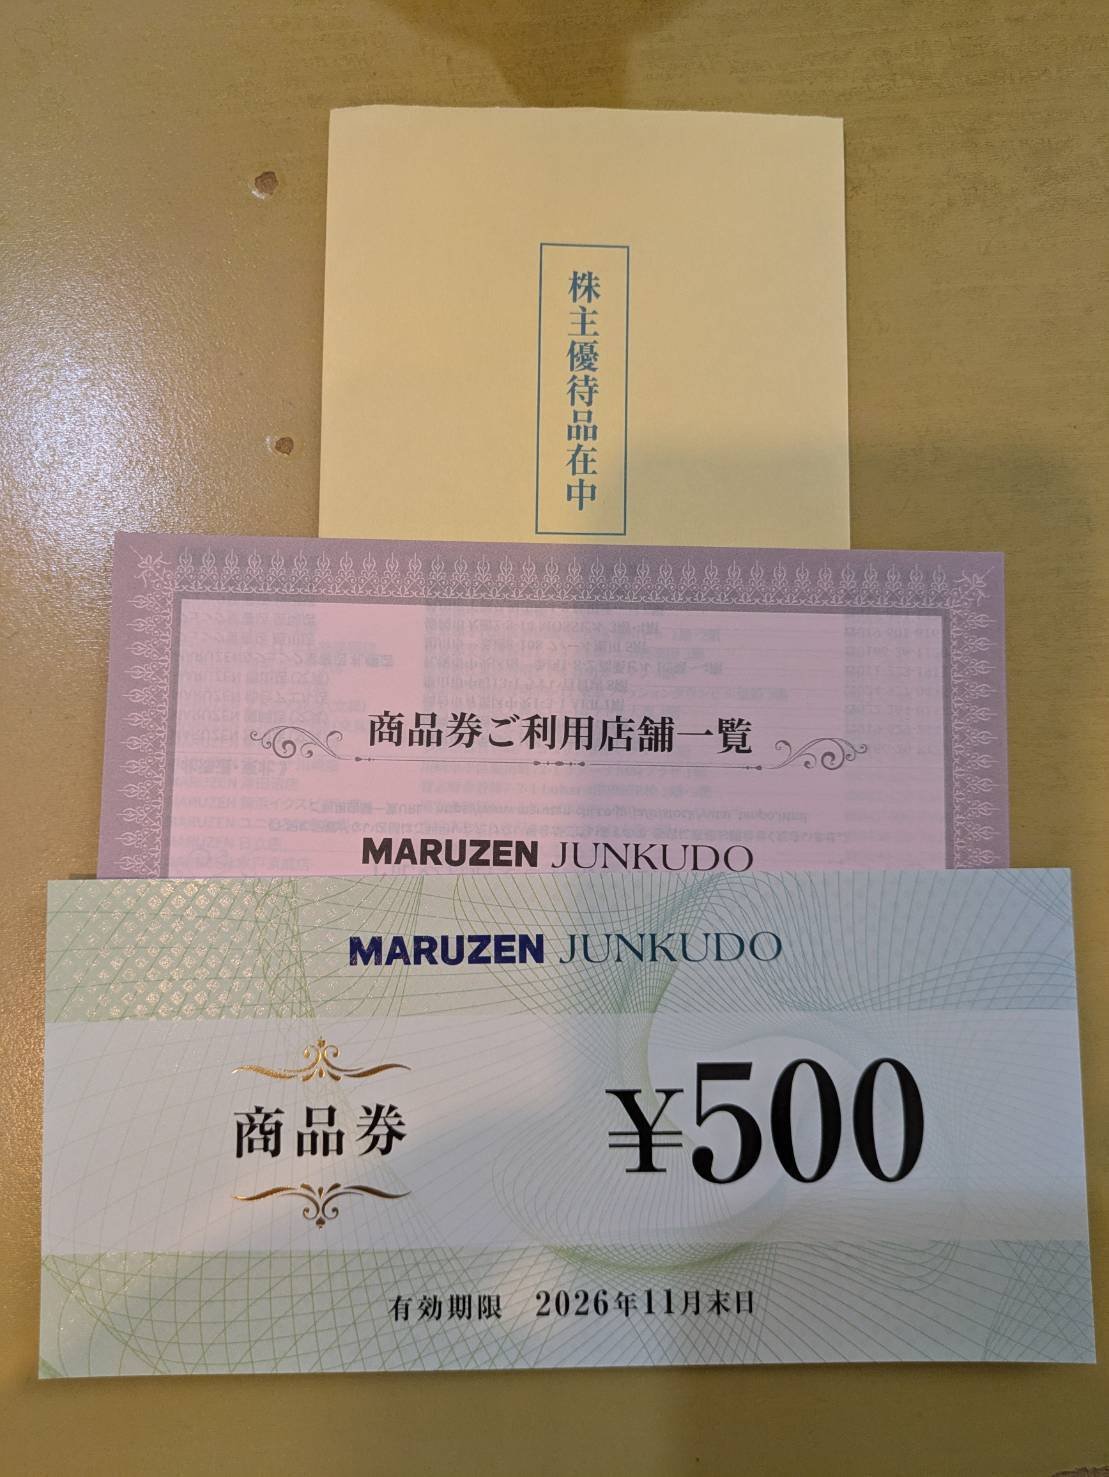 株主優待品在中
商品券ご利用店舗一覧
MARUZEN JUNKUDO
MARUZEN JUNKUDO
商品券
¥500
有効期限 2026年11月末日